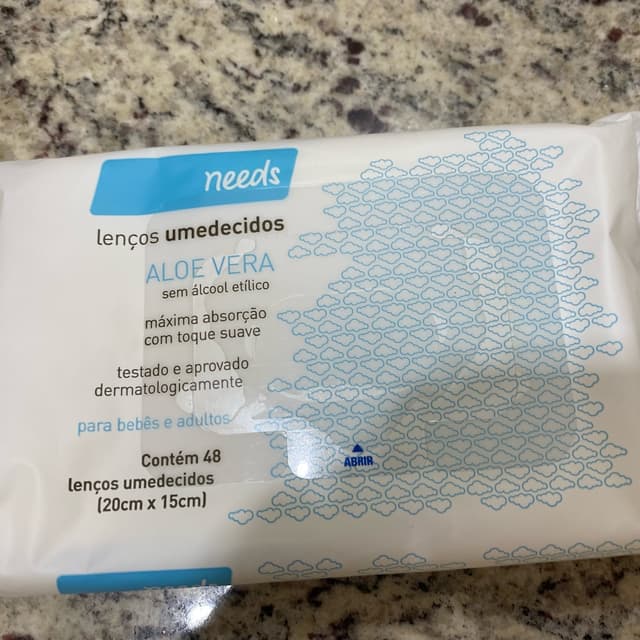 needs
lenços umedecidos
ALOE VERA
sem álcool etílico
máxima absorção
com toque suave
testado e aprovado
dermatologicamente
para bebês e adultos
Contém 48
lenços umedecidos
(20cm x 15cm)
ABRIR